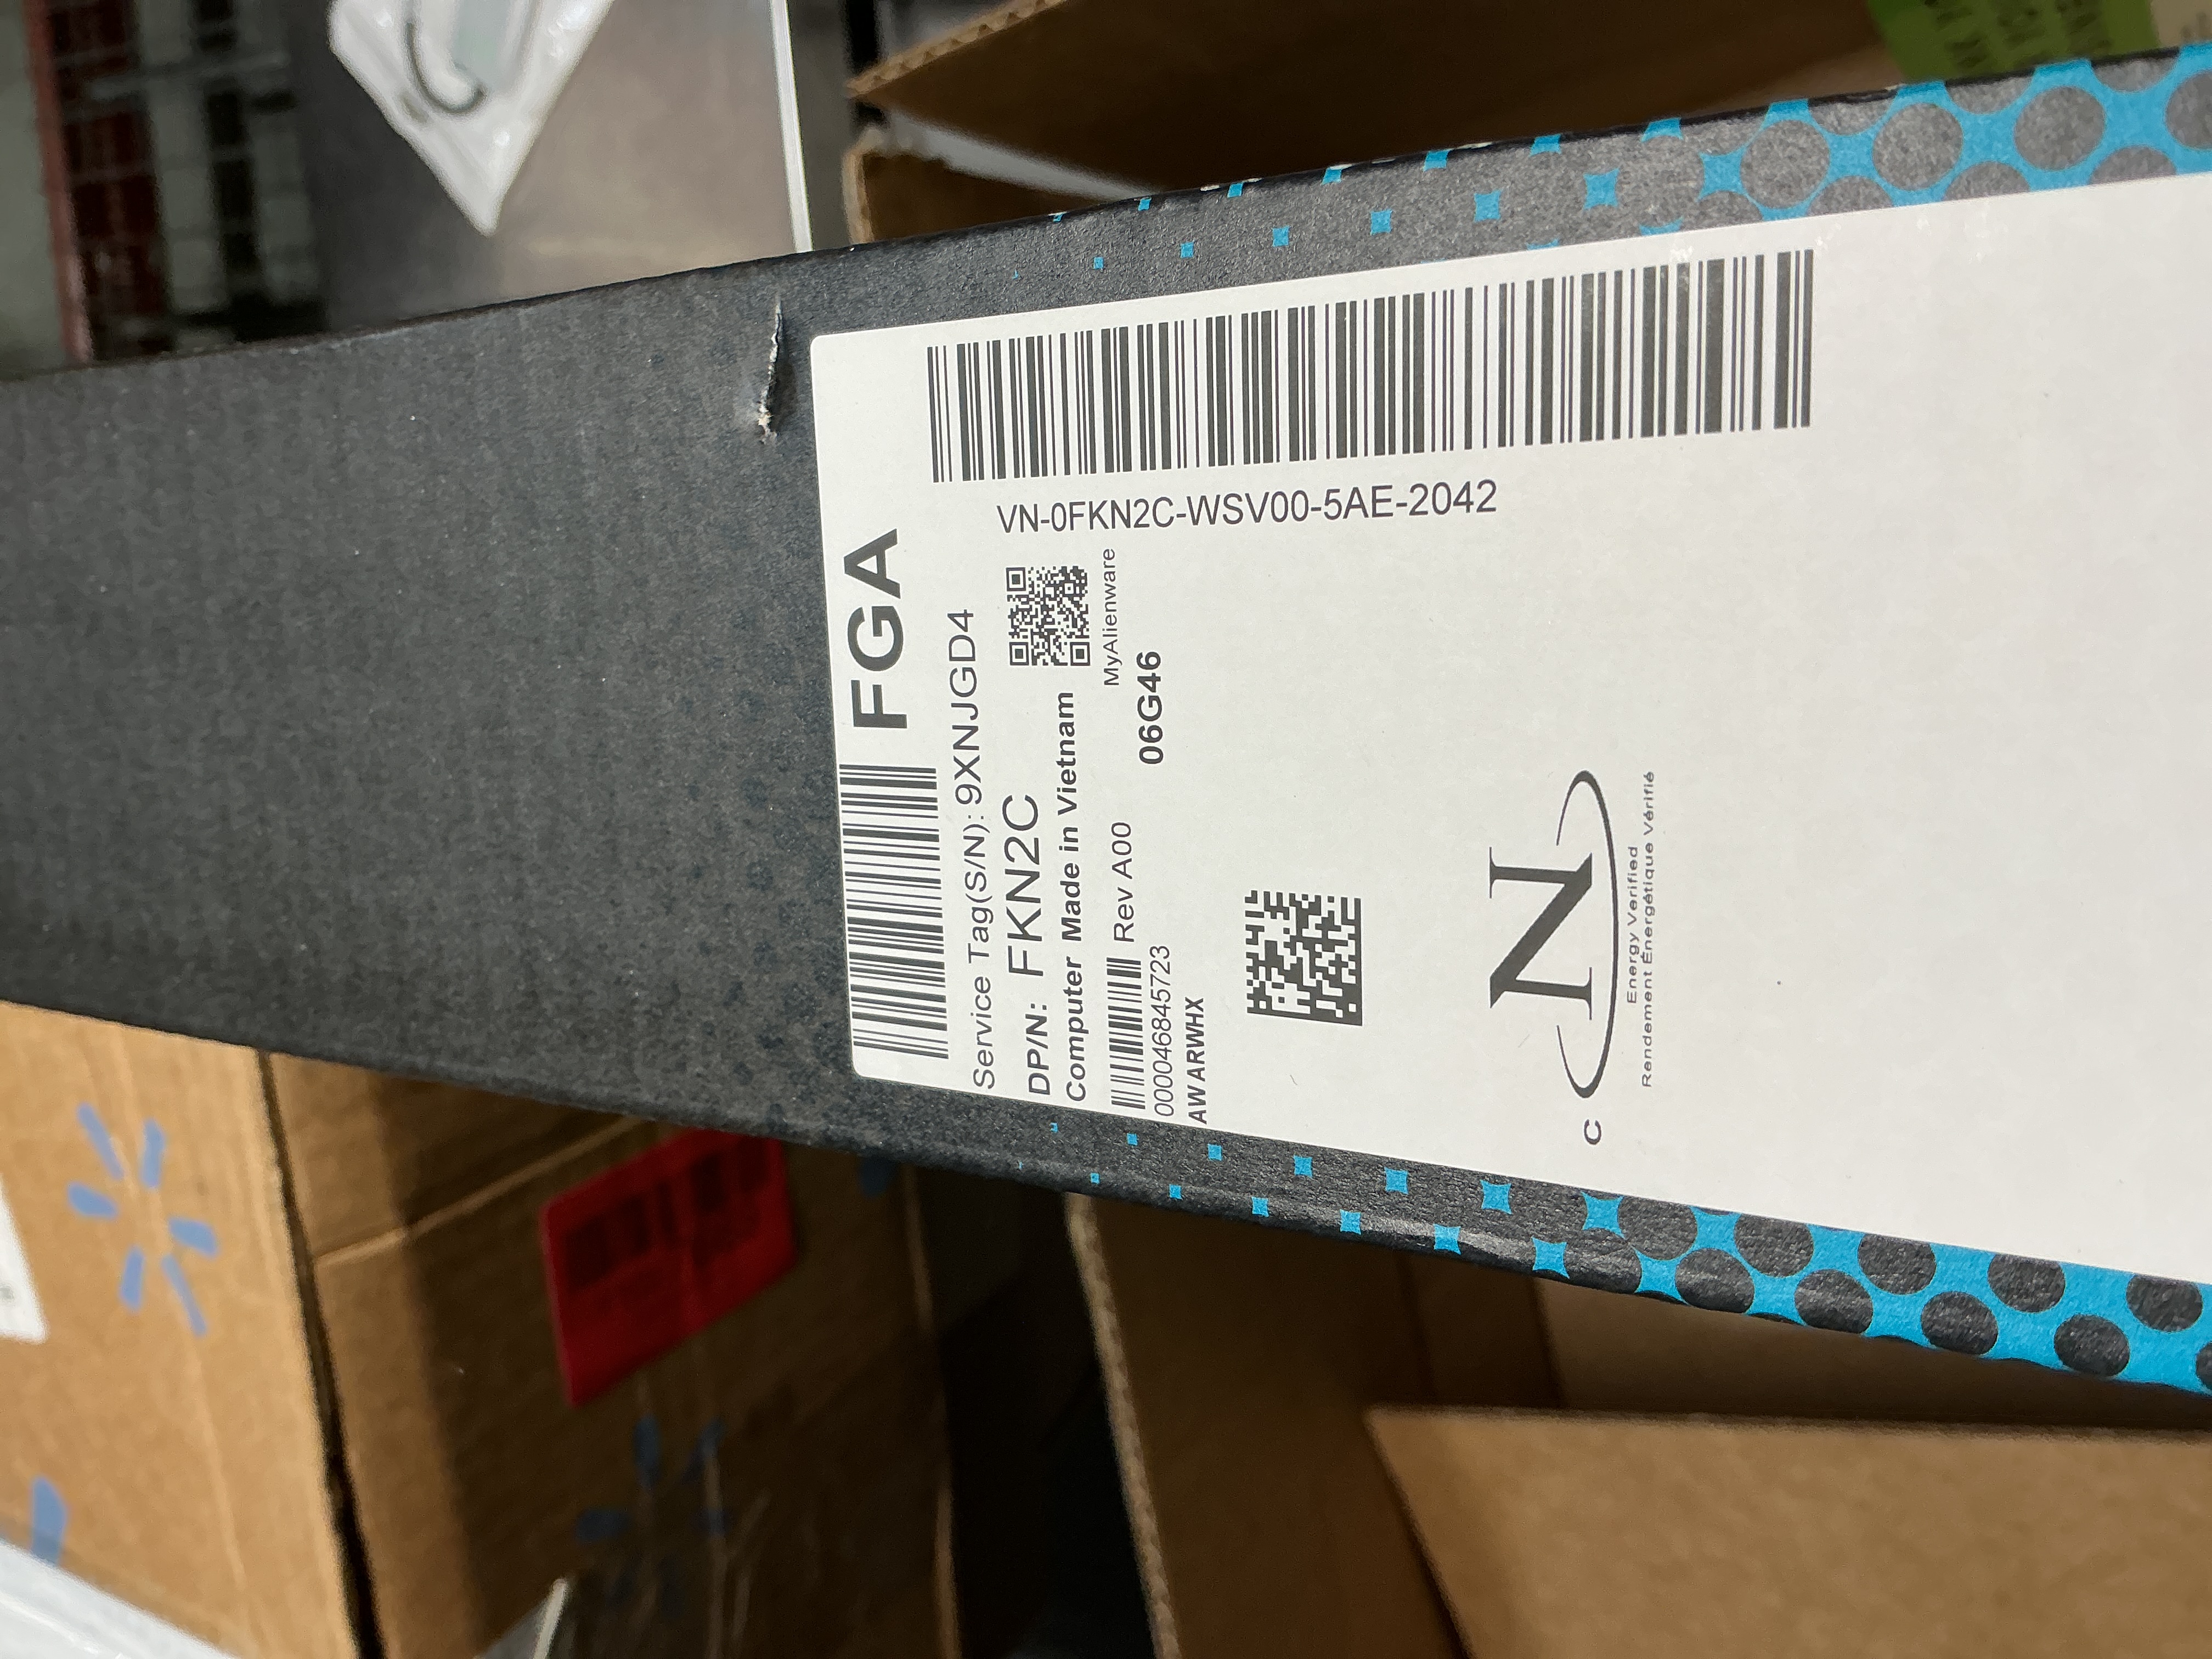 FGA
Service Tag(S/N): 9XNJGD4
DP/N: FKN2C
Computer Made in Vietnam
MyAlienware
Rev A00
06G46
000046845723
AWARWHX
VN-0FKN2C-WSV00-5AE-2042
C N
Energy Verified
Rendement Énergétique Vérifié